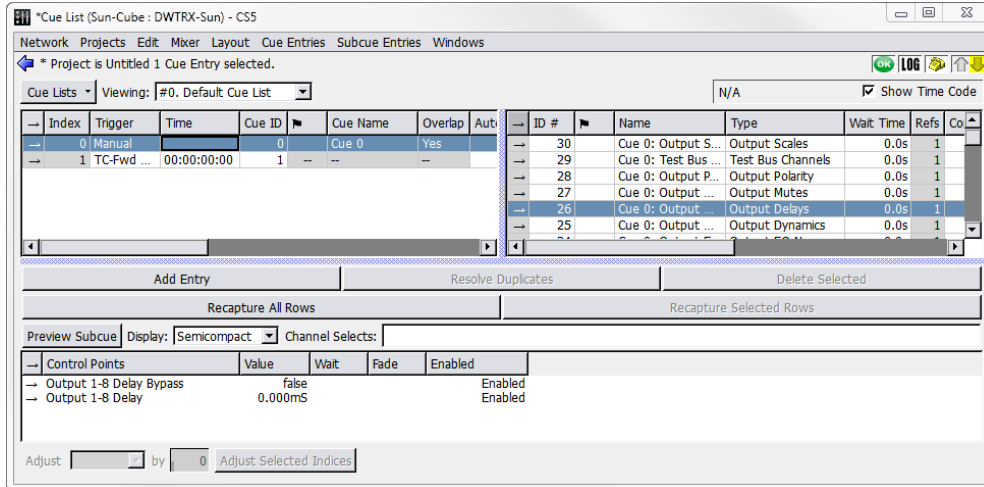 *Cue List (Sun-Cube : DWTRX-Sun) - CS5
Network Projects Edit Mixer Layout Cue Entries Subcue Entries Windows
* Project is Untitled 1 Cue Entry selected.
OK LOG
Cue Lists Viewing: #0. Default Cue List N/A Show Time Code
→ Index Trigger Time Cue ID Cue Name Overlap Aut
→ 0 Manual 0 Cue 0 Yes
→ 1 TC-Fwd ... 00:00:00:00 1 -- -- --
→ ID # Name Type Wait Time Refs Co
→ 30 Cue 0: Output S... Output Scales 0.0s 1
→ 29 Cue 0: Test Bus ... Test Bus Channels 0.0s 1
→ 28 Cue 0: Output P... Output Polarity 0.0s 1
→ 27 Cue 0: Output ... Output Mutes 0.0s 1
→ 26 Cue 0: Output ... Output Delays 0.0s 1
→ 25 Cue 0: Output ... Output Dynamics 0.0s 1
Add Entry Resolve Duplicates Delete Selected
Recapture All Rows Recapture Selected Rows
Preview Subcue Display: Semicompact Channel Selects:
→ Control Points Value Wait Fade Enabled
→ Output 1-8 Delay Bypass false Enabled
→ Output 1-8 Delay 0.000mS Enabled
Adjust by 0 Adjust Selected Indices